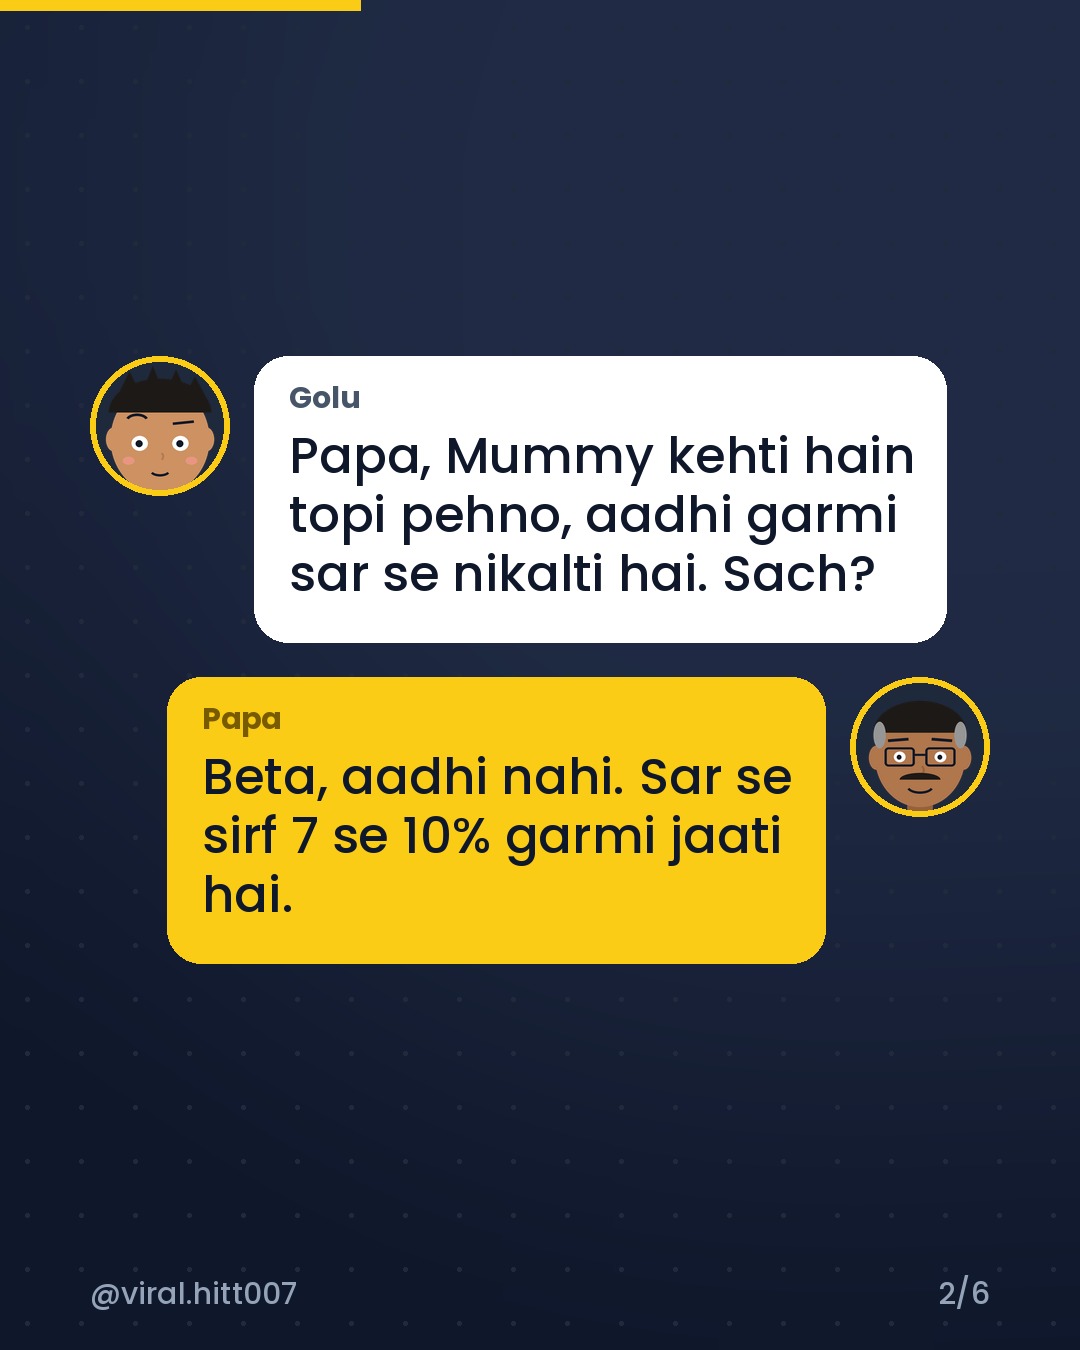 Golu
Papa, Mummy kehti hain
topi pehno, aadhi garmi
sar se nikalti hai. Sach?
Papa
Beta, aadhi nahi. Sar se
sirf 7 se 10% garmi jaati
hai.
@viral.hitt007
2/6